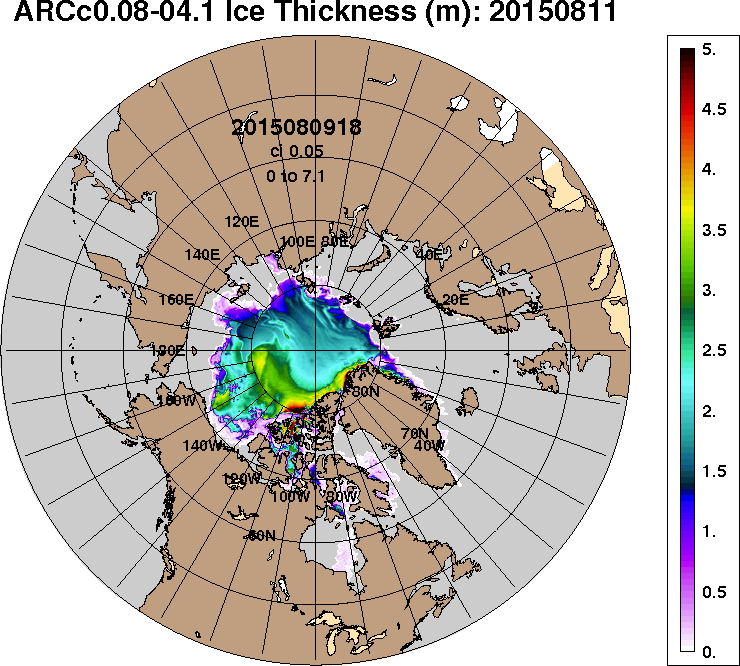 ARCc0.08-04.1 Ice Thickness (m): 20150811
2015080918
ci 0.05
0 to 7.1
120E
100E 80E
140E
40E
160E
20E
180E
160W
80N
70N
140W
40W
120W
100W
80W
60N
5.
4.5
4.
3.5
3.
2.5
2.
1.5
1.
0.5
0.